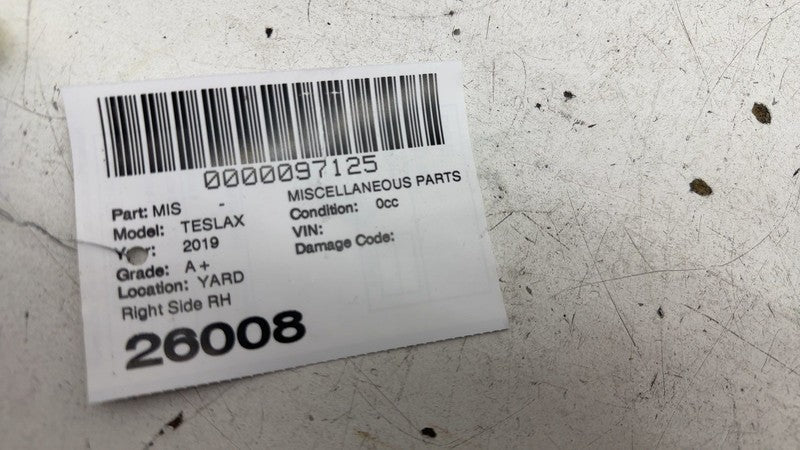 0000097125
Part: MIS - MISCELLANEOUS PARTS
Model: TESLAX Condition: 0cc
Year: 2019 VIN:
Grade: A+ Damage Code:
Location: YARD
Right Side RH
26008